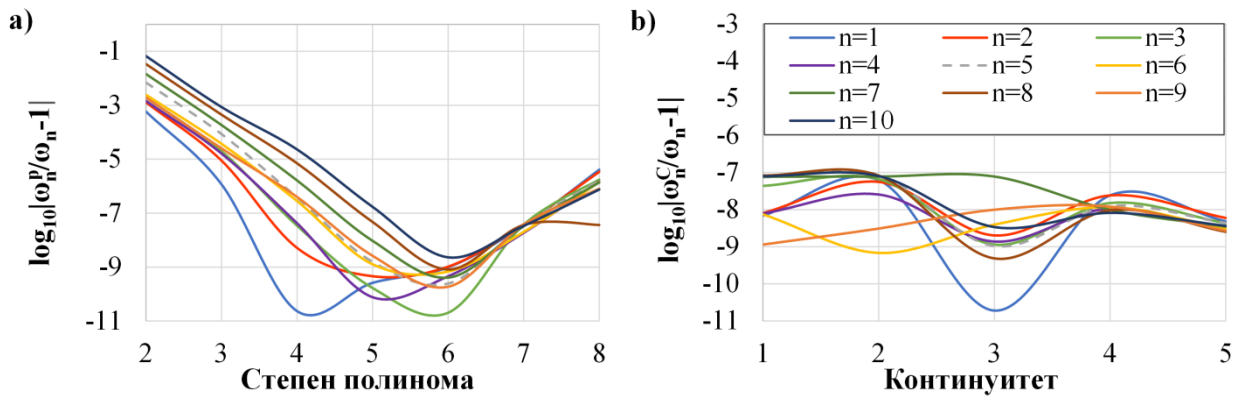 a)
log₁₀|ωₙᵖ/ωₙ-1|
-1
-3
-5
-7
-9
-11
2 3 4 5 6 7 8
Степен полинома
b)
log₁₀|ωₙᶜ/ωₙ-1|
-3
-4
-5
-6
-7
-8
-9
-10
-11
n=1 n=2 n=3
n=4 n=5 n=6
n=7 n=8 n=9
n=10
1 2 3 4 5
Континуитет